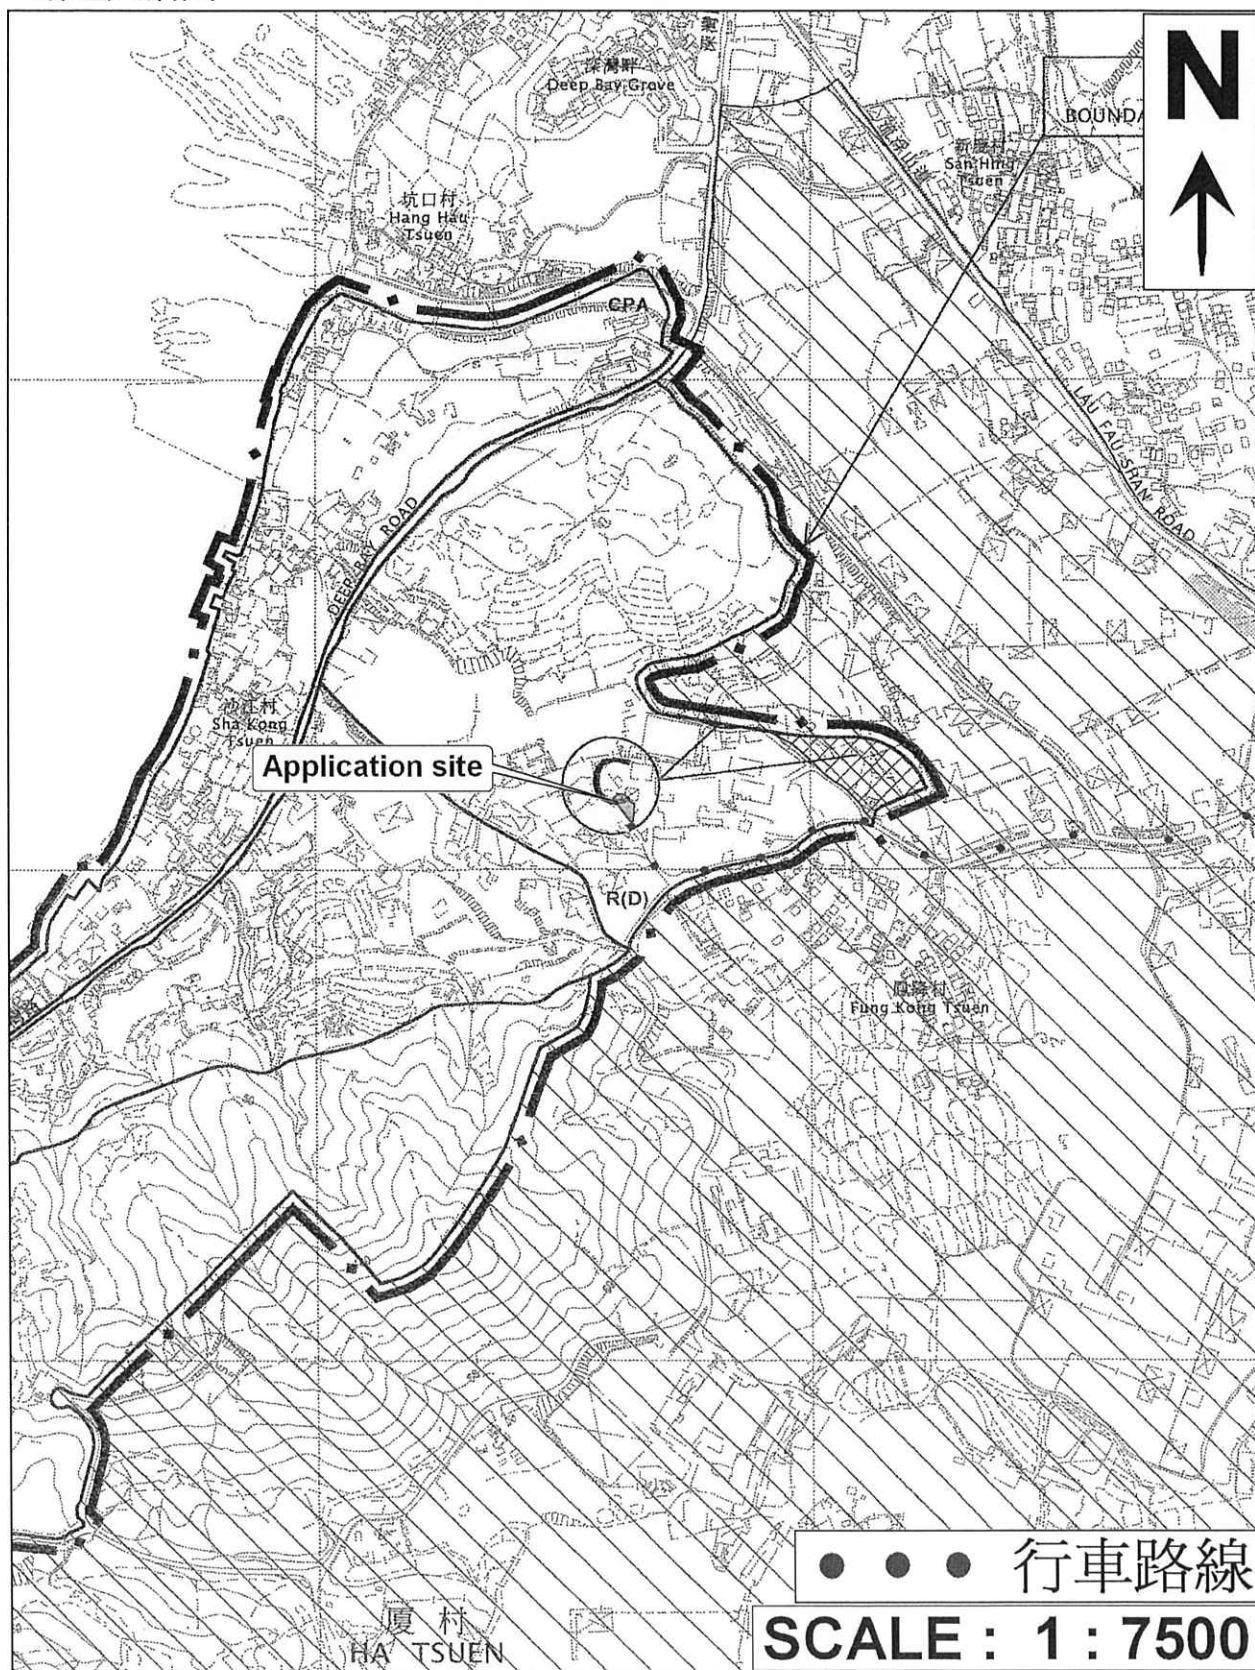 深灣畔
Deep Bay Grove
N
BOUNDA
新慶村
San Hing
Tsuen
坑口村
Hang Hau
Tsuen
CPA
LAU FAU SHAN ROAD
DEEP BAY ROAD
沙江村
Sha Kong
Tsuen
Application site
R(D)
Fung Kong Tsuen
行車路線
厦 村
HA TSUEN
SCALE : 1 : 7500